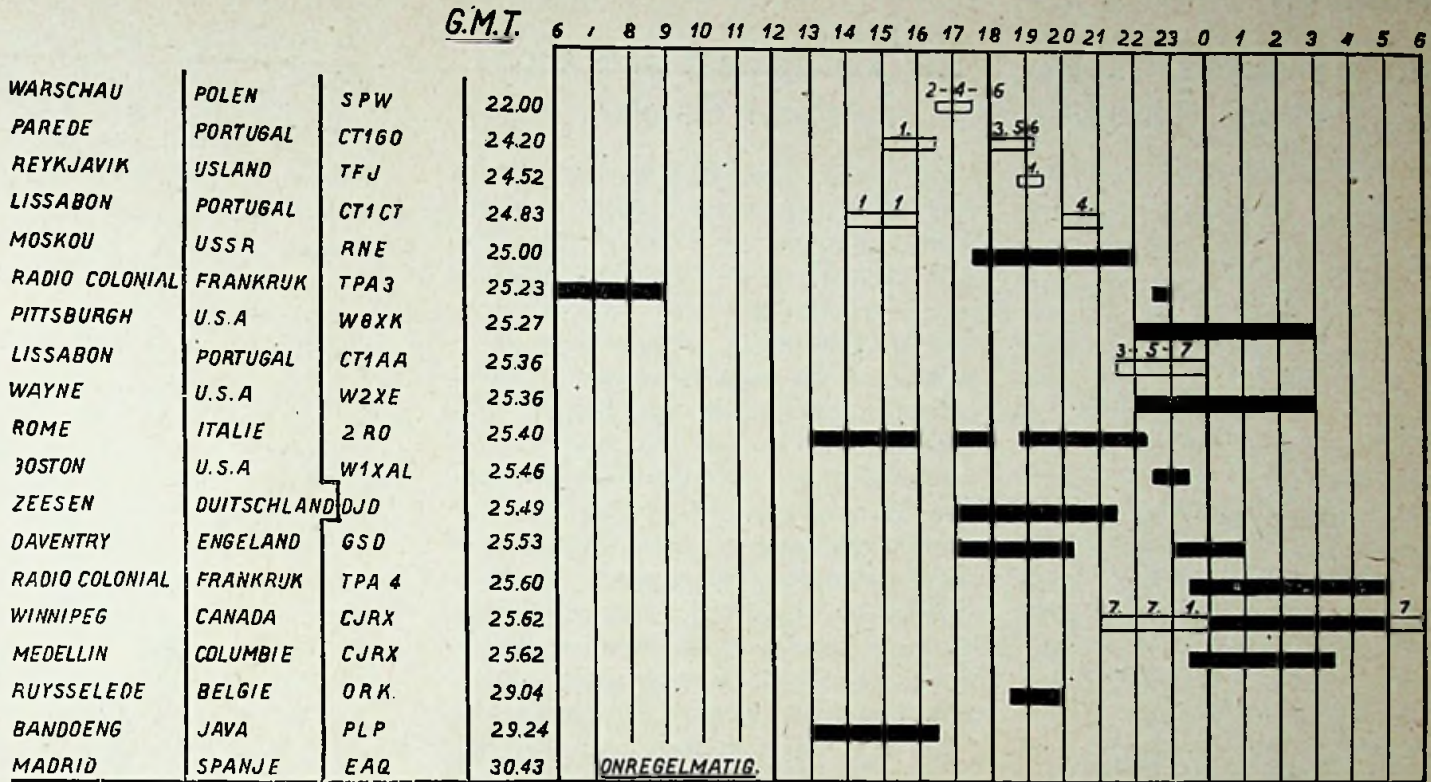 G.M.T. 6 7 8 9 10 11 12 13 14 15 16 17 18 19 20 21 22 23 0 1 2 3 4 5 6
WARSCHAU POLEN SPW 22.00 2-4- 6
PAREDE PORTUGAL CT1GO 24.20 1. 3.5 6
REYKJAVIK IJSLAND TFJ 24.52 1.
LISSABON PORTUGAL CT1CT 24.83 1 1 4.
MOSKOU USSR RNE 25.00
RADIO COLONIAL FRANKRIJK TPA3 25.23
PITTSBURGH U.S.A W8XK 25.27
LISSABON PORTUGAL CT1AA 25.36 3- 5- 7
WAYNE U.S.A W2XE 25.36
ROME ITALIE 2 RO 25.40
BOSTON U.S.A W1XAL 25.46
ZEESEN DUITSCHLAND DJD 25.49
DAVENTRY ENGELAND GSD 25.53
RADIO COLONIAL FRANKRIJK TPA 4 25.60
WINNIPEG CANADA CJRX 25.62 7. 7. 1. 7
MEDELLIN COLUMBIE CJRX 25.62
RUYSSELEDE BELGIE ORK. 29.04
BANDOENG JAVA PLP 29.24
MADRID SPANJE EAQ 30.43 ONREGELMATIG.